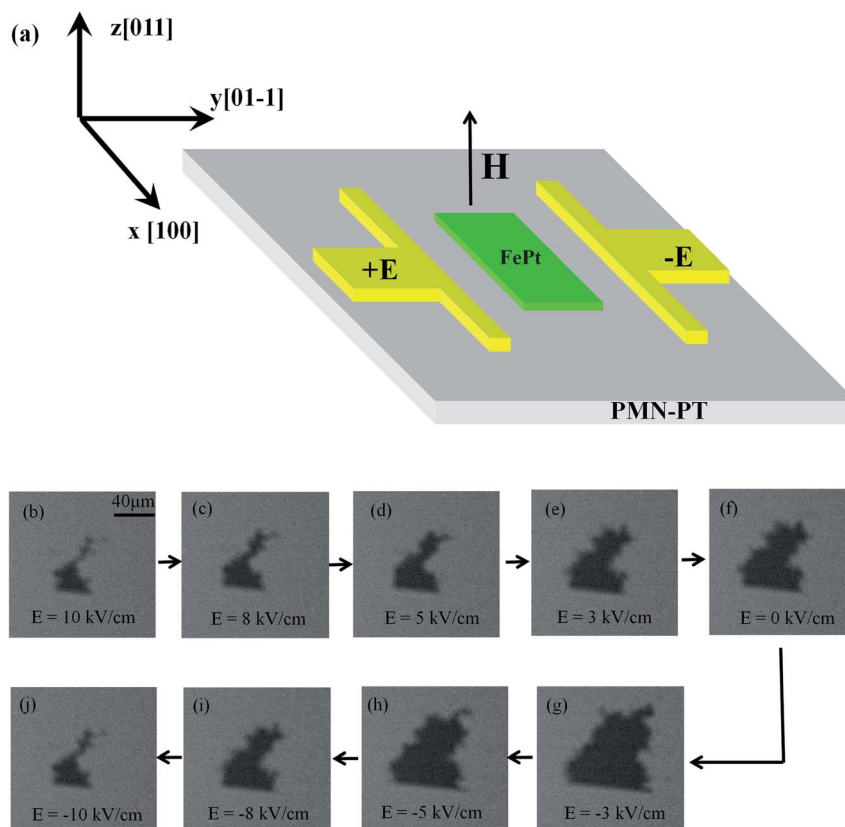 (a)
z[011]
y[01-1]
x [100]
H
FePt
+E
-E
PMN-PT
(b)
40μm
E = 10 kV/cm
(c)
E = 8 kV/cm
(d)
E = 5 kV/cm
(e)
E = 3 kV/cm
(f)
E = 0 kV/cm
(j)
E = -10 kV/cm
(i)
E = -8 kV/cm
(h)
E = -5 kV/cm
(g)
E = -3 kV/cm